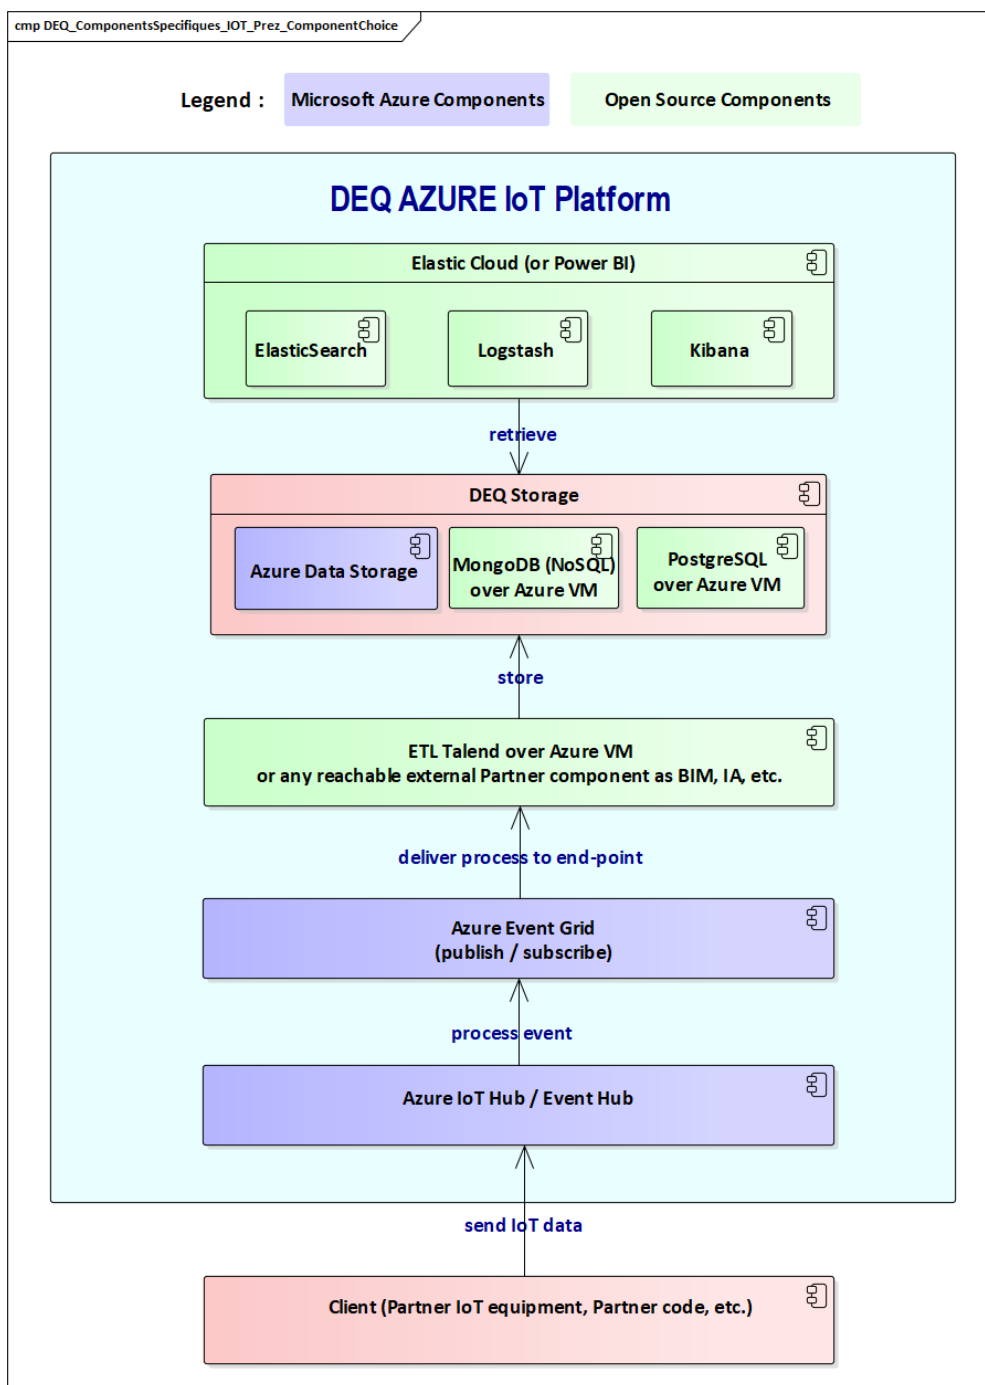 cmp DEQ_ComponentsSpecifiques_IOT_Prez_ComponentChoice
Legend :
Microsoft Azure Components
Open Source Components
DEQ AZURE IoT Platform
Elastic Cloud (or Power BI)
ElasticSearch
Logstash
Kibana
retrieve
DEQ Storage
Azure Data Storage
MongoDB (NoSQL)
over Azure VM
PostgreSQL
over Azure VM
store
ETL Talend over Azure VM
or any reachable external Partner component as BIM, IA, etc.
deliver process to end-point
Azure Event Grid
(publish / subscribe)
process event
Azure IoT Hub / Event Hub
send IoT data
Client (Partner IoT equipment, Partner code, etc.)